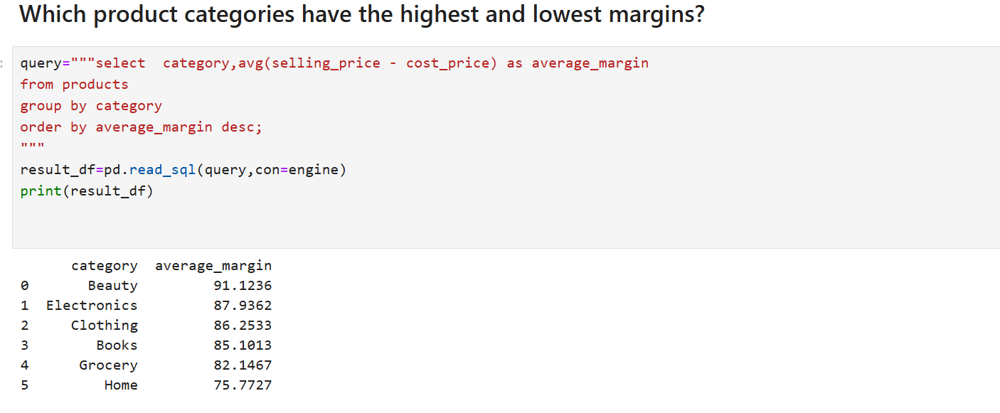 Which product categories have the highest and lowest margins?
:
query="""select  category,avg(selling_price - cost_price) as average_margin
from products
group by category
order by average_margin desc;
"""
result_df=pd.read_sql(query,con=engine)
print(result_df)
category  average_margin
0       Beauty         91.1236
1  Electronics         87.9362
2     Clothing         86.2533
3        Books         85.1013
4      Grocery         82.1467
5         Home         75.7727